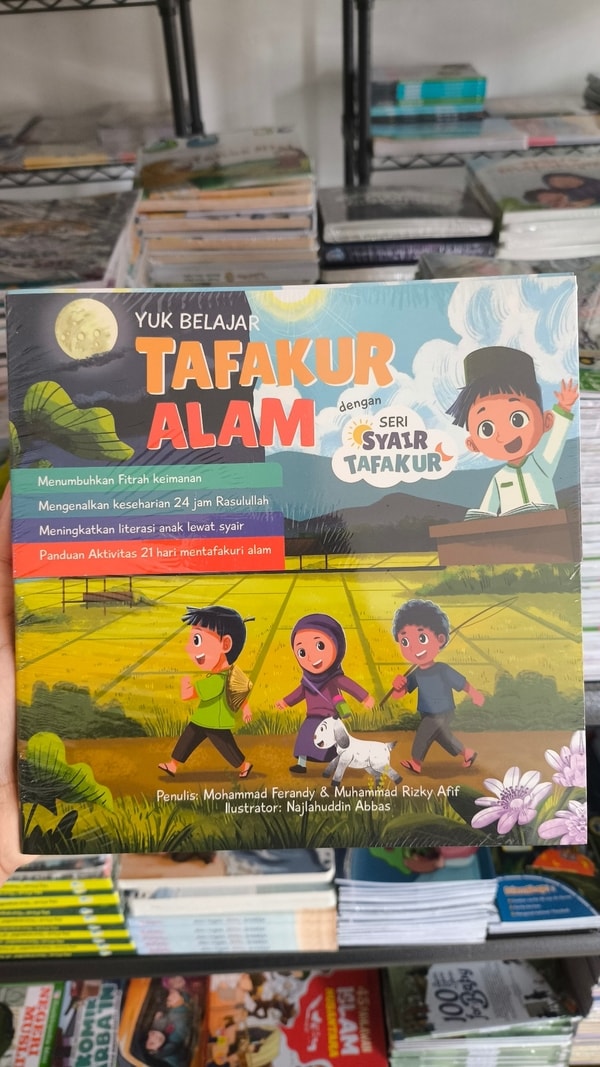 YUK BELAJAR
TAFAKUR
ALAM
dengan
SERI
SYAIR
TAFAKUR
Menumbuhkan Fitrah keimanan
Mengenalkan keseharian 24 jam Rasulullah
Meningkatkan literasi anak lewat syair
Panduan Aktivitas 21 hari mentafakuri alam
Penulis: Mohammad Ferandy & Muhammad Rizky Afif
Ilustrator: Najlahuddin Abbas
NEGERI
KOMIK
ISLAM
100